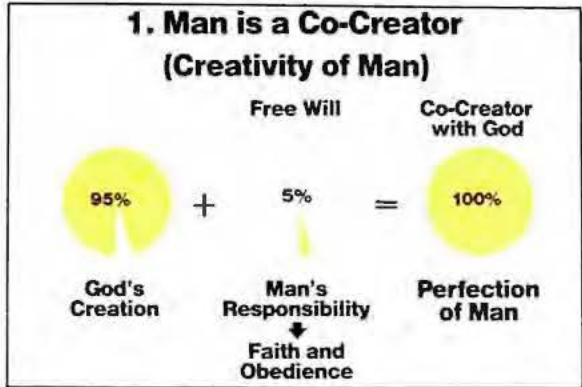 1. Man is a Co-Creator
(Creativity of Man)
Free Will
Co-Creator
with God
95%
+
5%
=
100%
God's
Creation
Man's
Responsibility
Faith and
Obedience
Perfection
of Man